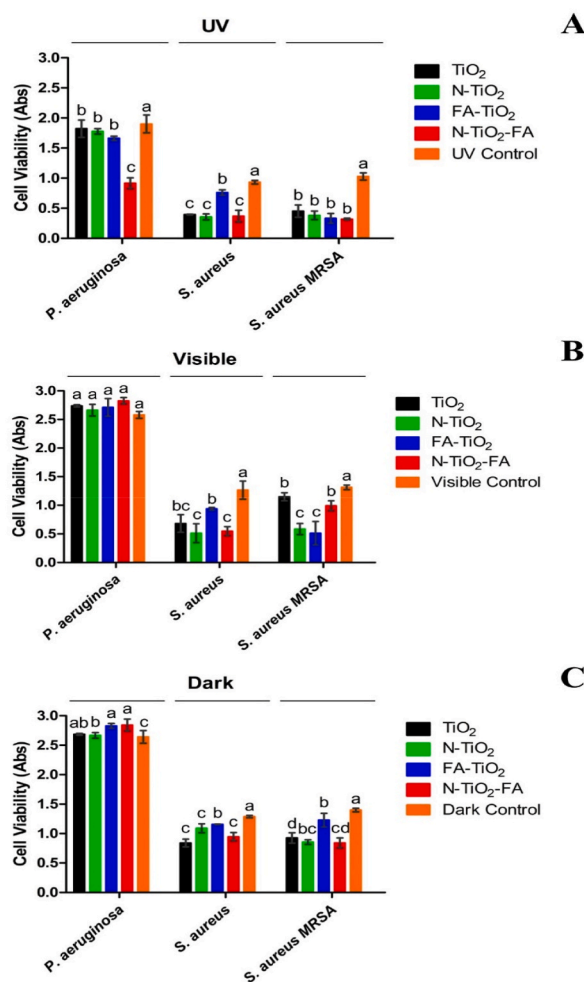 UV
A
Cell Viability (Abs)
3.0
2.5
2.0
1.5
1.0
0.5
0.0
b b b c a
c c b c a
b b b b a
P. aeruginosa
S. aureus
S. aureus MRSA
TiO₂
N-TiO₂
FA-TiO₂
N-TiO₂-FA
UV Control
Visible
B
Cell Viability (Abs)
3.0
2.5
2.0
1.5
1.0
0.5
0.0
a a a a a
bc c b c a
b c c b a
P. aeruginosa
S. aureus
S. aureus MRSA
TiO₂
N-TiO₂
FA-TiO₂
N-TiO₂-FA
Visible Control
Dark
C
Cell Viability (Abs)
3.0
2.5
2.0
1.5
1.0
0.5
0.0
ab b a a c
c c b c a
d bc b cd a
P. aeruginosa
S. aureus
S. aureus MRSA
TiO₂
N-TiO₂
FA-TiO₂
N-TiO₂-FA
Dark Control